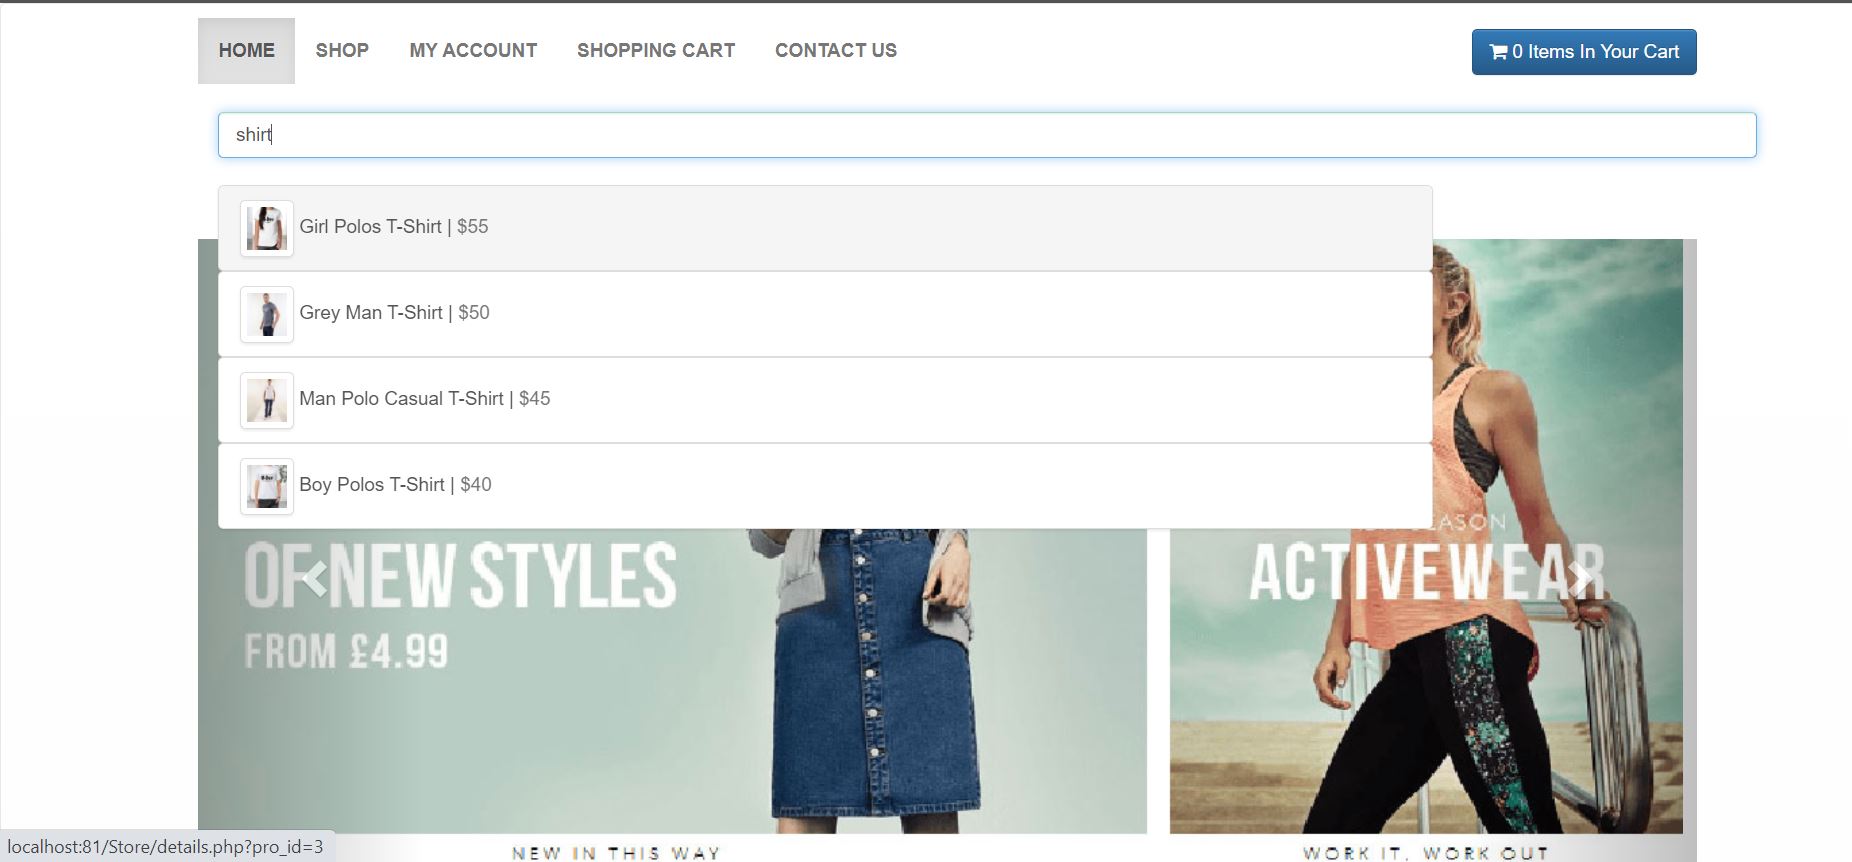 HOME SHOP MY ACCOUNT SHOPPING CART CONTACT US 0 Items In Your Cart
shirt
Girl Polos T-Shirt | $55
Grey Man T-Shirt | $50
Man Polo Casual T-Shirt | $45
Boy Polos T-Shirt | $40
OF NEW STYLES
FROM £4.99
ACTIVEWEAR
NEW IN THIS WAY
WORK IT, WORK OUT
localhost:81/Store/details.php?pro_id=3